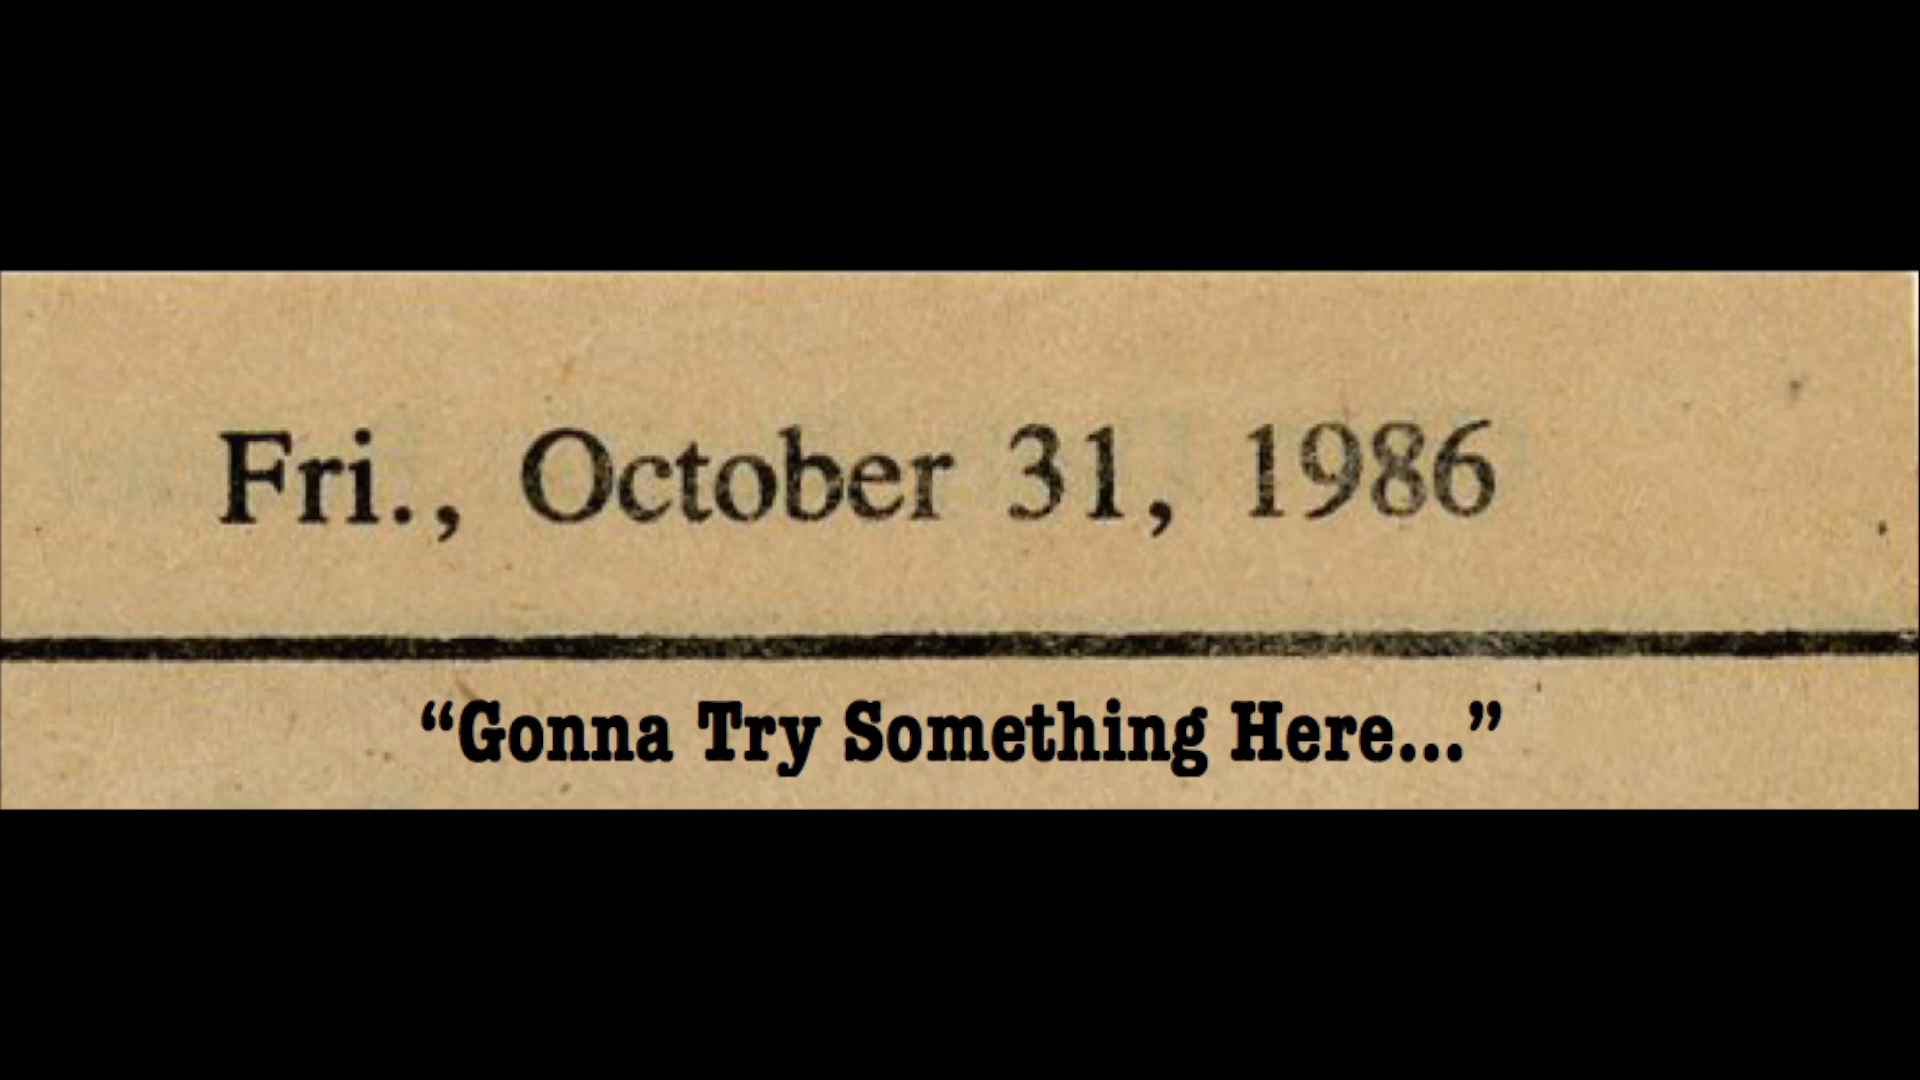 Fri., October 31, 1986
“Gonna Try Something Here...”